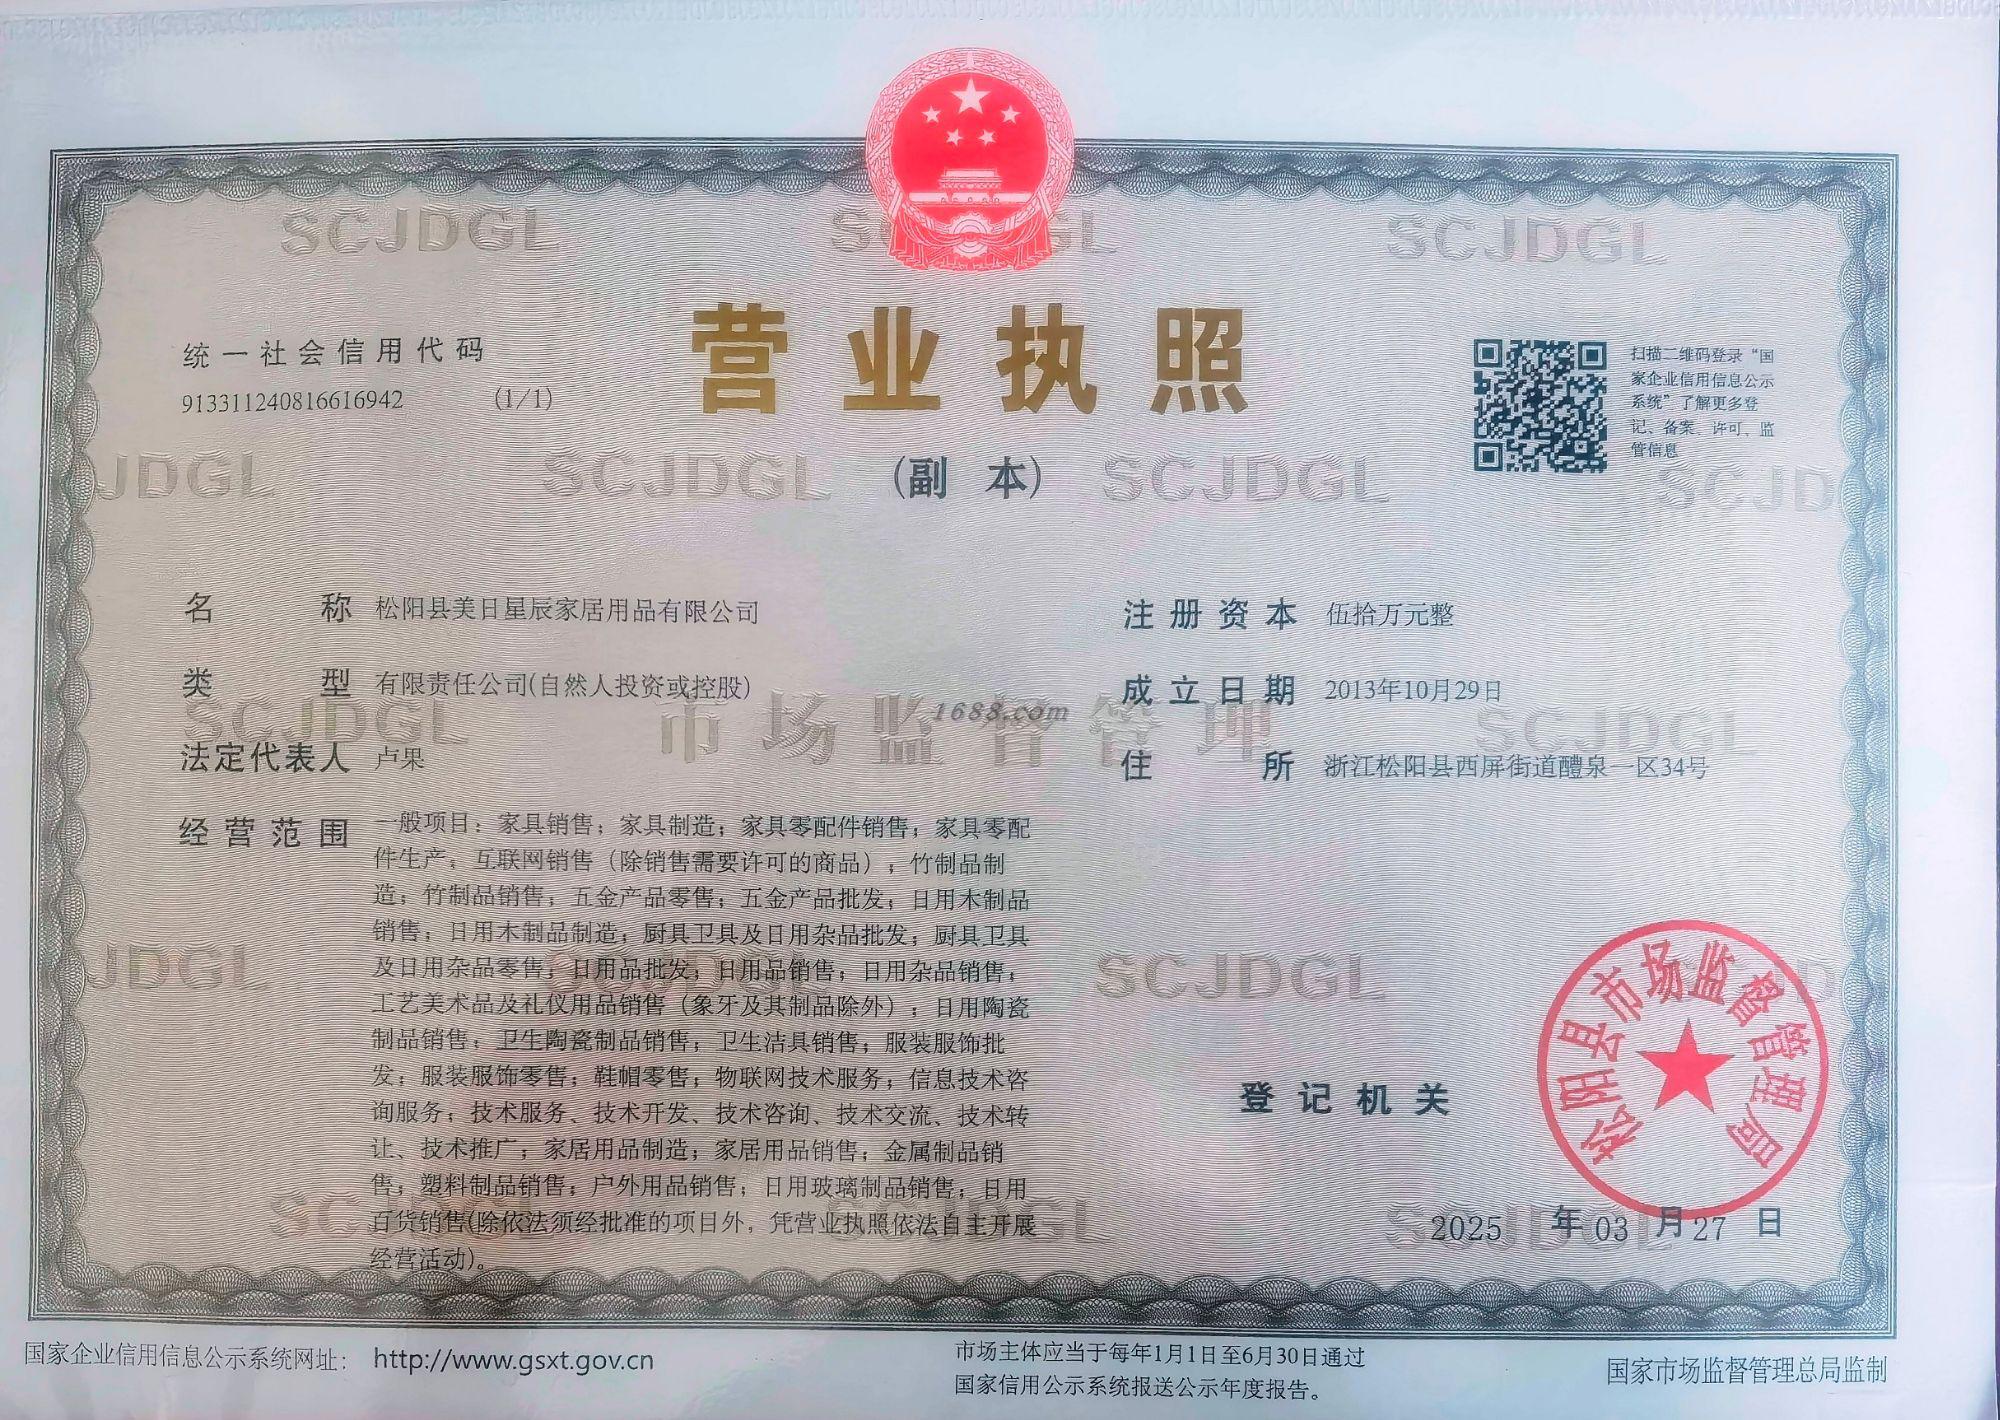 营业执照
(副 本)
统一社会信用代码
913311240816616942 (1/1)
扫描二维码登录“国
家企业信用信息公示
系统”了解更多登
记、备案、许可、监
管信息
名 称 松阳县美日星辰家居用品有限公司
类 型 有限责任公司(自然人投资或控股)
法定代表人 卢果
经营范围 一般项目：家具销售；家具制造；家具零配件销售；家具零配
件生产；互联网销售（除销售需要许可的商品）；竹制品制
造；竹制品销售；五金产品零售；五金产品批发；日用木制品
销售；日用木制品制造；厨具卫具及日用杂品批发；厨具卫具
及日用杂品零售；日用品批发；日用品销售；日用杂品销售；
工艺美术品及礼仪用品销售（象牙及其制品除外）；日用陶瓷
制品销售；卫生陶瓷制品销售；卫生洁具销售；服装服饰批
发；服装服饰零售；鞋帽零售；物联网技术服务；信息技术咨
询服务；技术服务、技术开发、技术咨询、技术交流、技术转
让、技术推广；家居用品制造；家居用品销售；金属制品销
售；塑料制品销售；户外用品销售；日用玻璃制品销售；日用
百货销售(除依法须经批准的项目外，凭营业执照依法自主开展
经营活动)。
注册资本 伍拾万元整
成立日期 2013年10月29日
住 所 浙江松阳县西屏街道醴泉一区34号
登记机关
松阳县市场监督管理局
2025 年 03 月 27 日
SCJDGL SCJDGL SCJDGL
JDGL SCJDGL SCJDGL SCJD
SCJDGL 市场监督管理 SCJDGL
1688.com
JDGL SCJDGL SCJDGL SCJD
SCJDGL SCJDGL SCJDGL
国家企业信用信息公示系统网址： http://www.gsxt.gov.cn
市场主体应当于每年1月1日至6月30日通过
国家信用公示系统报送公示年度报告。
国家市场监督管理总局监制